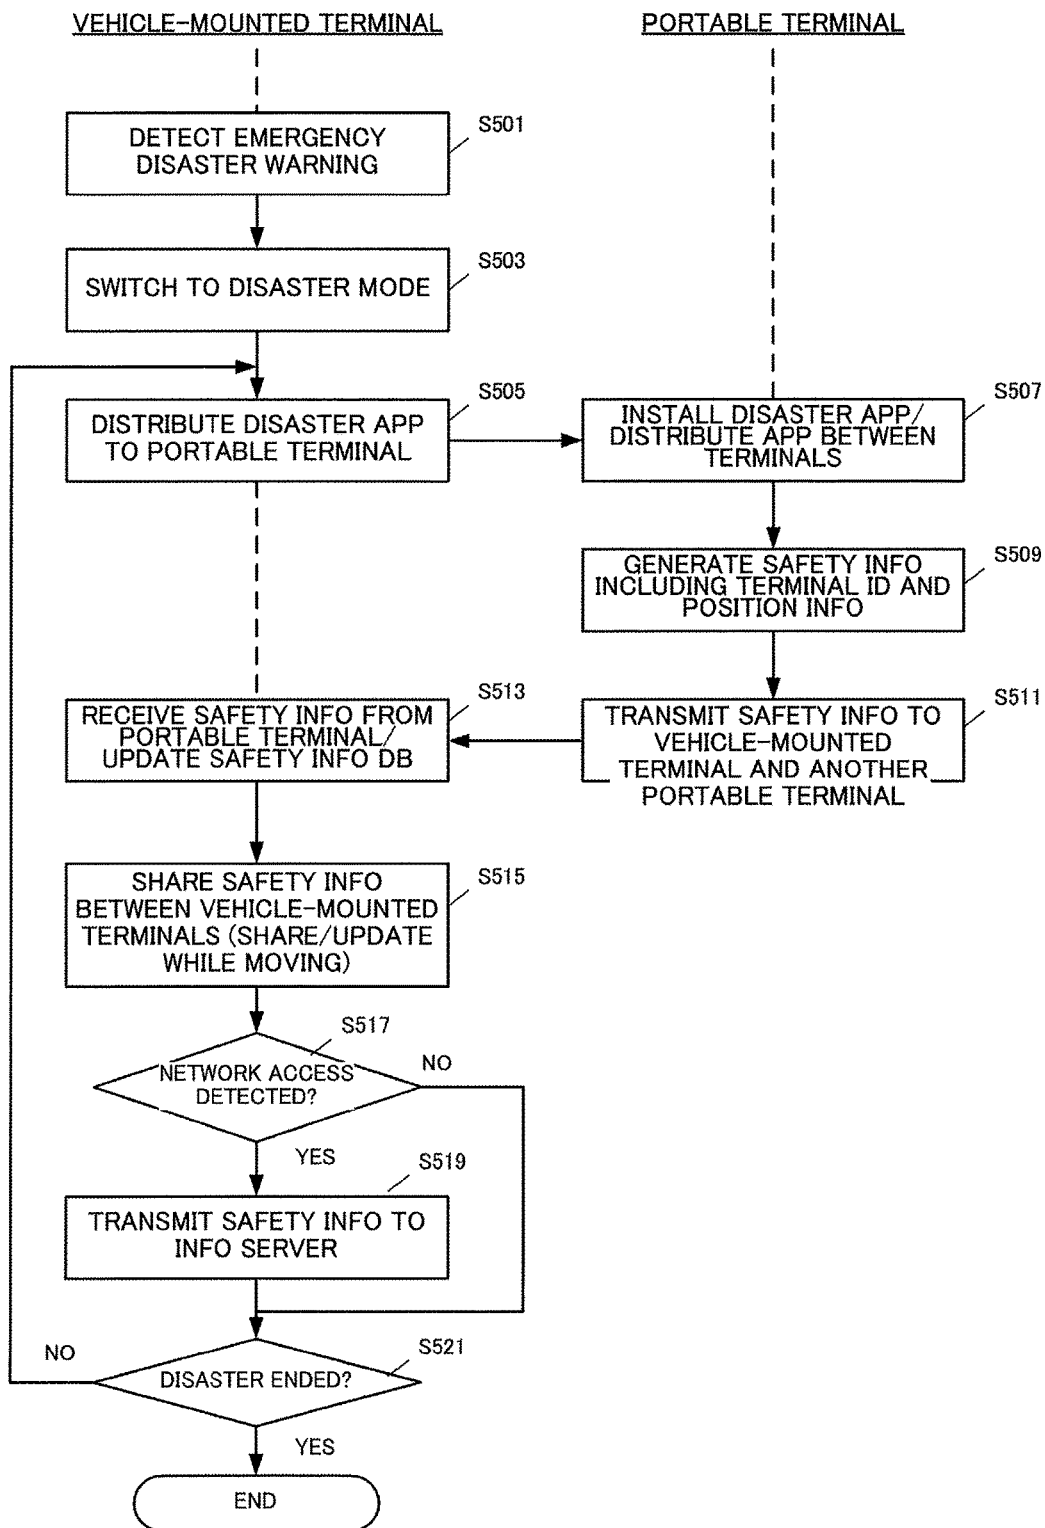 VEHICLE-MOUNTED TERMINAL
PORTABLE TERMINAL
S501
DETECT EMERGENCY
DISASTER WARNING
S503
SWITCH TO DISASTER MODE
S505
DISTRIBUTE DISASTER APP
TO PORTABLE TERMINAL
S507
INSTALL DISASTER APP/
DISTRIBUTE APP BETWEEN
TERMINALS
S509
GENERATE SAFETY INFO
INCLUDING TERMINAL ID AND
POSITION INFO
S511
TRANSMIT SAFETY INFO TO
VEHICLE-MOUNTED
TERMINAL AND ANOTHER
PORTABLE TERMINAL
S513
RECEIVE SAFETY INFO FROM
PORTABLE TERMINAL/
UPDATE SAFETY INFO DB
S515
SHARE SAFETY INFO
BETWEEN VEHICLE-MOUNTED
TERMINALS (SHARE/UPDATE
WHILE MOVING)
S517
NETWORK ACCESS
DETECTED?
NO
YES
S519
TRANSMIT SAFETY INFO TO
INFO SERVER
S521
DISASTER ENDED?
NO
YES
END